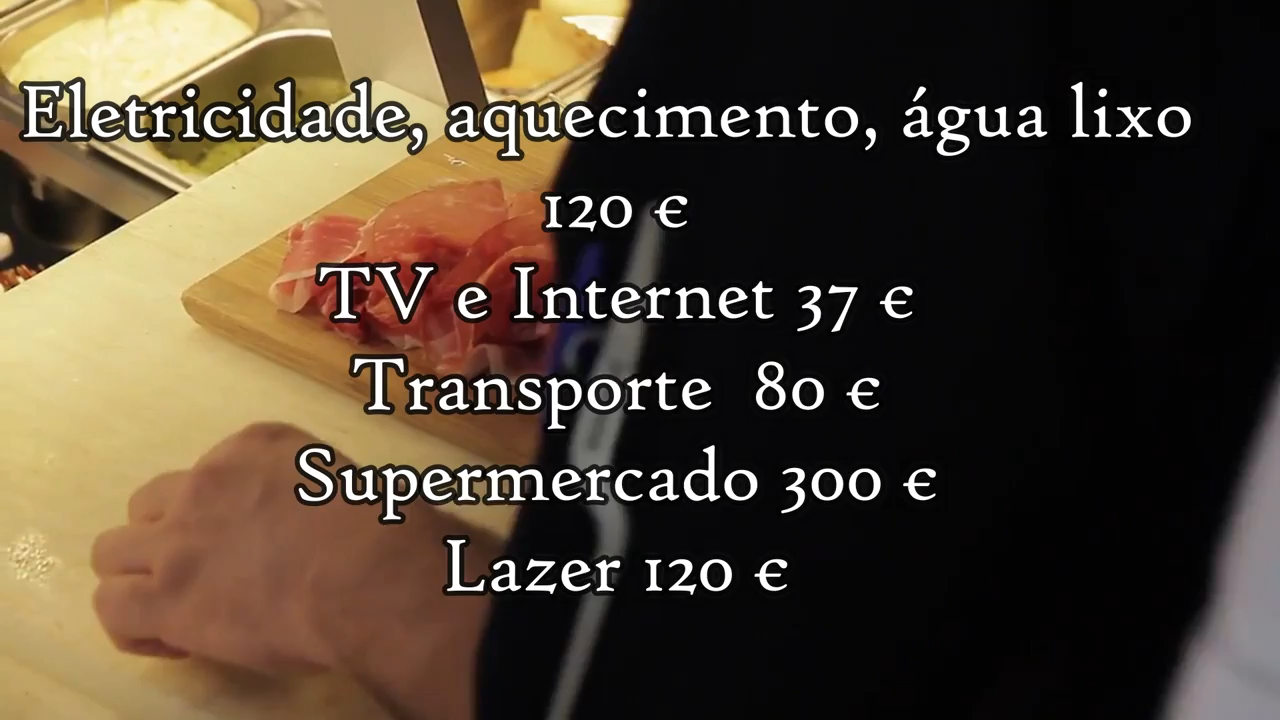 Eletricidade, aquecimento, água lixo
120 €
TV e Internet 37 €
Transporte 80 €
Supermercado 300 €
Lazer 120 €